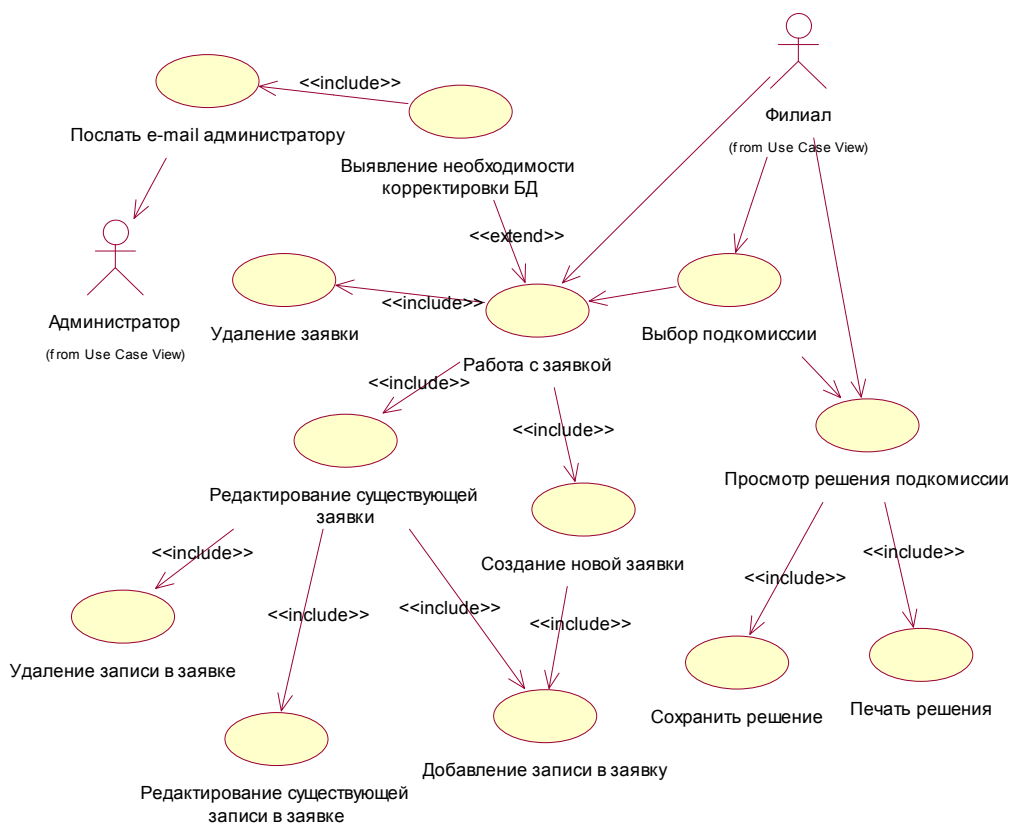 <<include>>
Послать e-mail администратору
Филиал
(from Use Case View)
Выявление необходимости
корректировки БД
<<extend>>
Администратор
(from Use Case View)
<<include>>
Удаление заявки
Выбор подкомиссии
Работа с заявкой
<<include>>
<<include>>
Просмотр решения подкомиссии
Редактирование существующей
заявки
<<include>>
Создание новой заявки
<<include>>
<<include>>
<<include>>
<<include>>
<<include>>
<<include>>
Удаление записи в заявке
Сохранить решение
Печать решения
Добавление записи в заявку
Редактирование существующей
записи в заявке